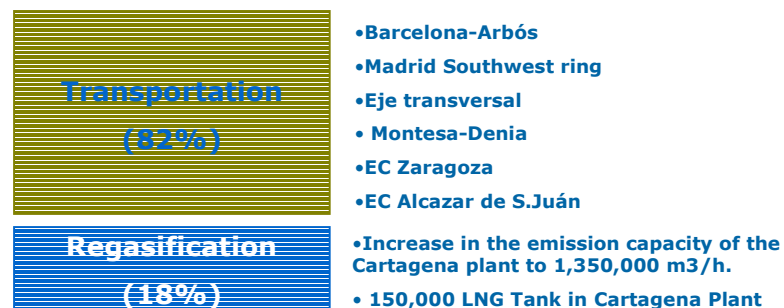 Transportation
(82%)
•Barcelona-Arbós
•Madrid Southwest ring
•Eje transversal
• Montesa-Denia
•EC Zaragoza
•EC Alcazar de S.Juán
Regasification
(18%)
•Increase in the emission capacity of the
Cartagena plant to 1,350,000 m3/h.
• 150,000 LNG Tank in Cartagena Plant